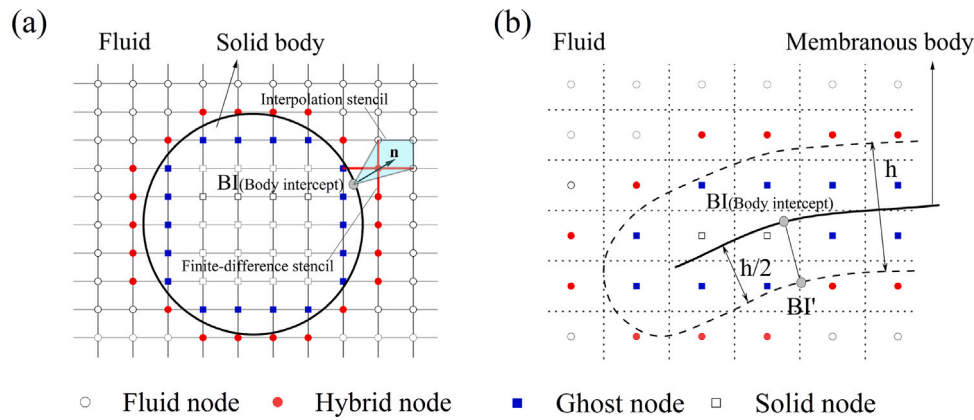 (a)
Fluid
Solid body
Interpolation stencil
n
BI(Body intercept)
Finite-difference stencil
(b)
Fluid
Membranous body
h
BI(Body intercept)
h/2
BI'
Fluid node
Hybrid node
Ghost node
Solid node